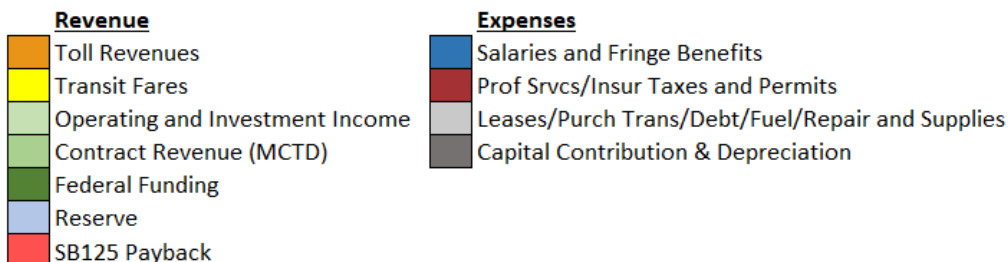 Revenue
Toll Revenues
Transit Fares
Operating and Investment Income
Contract Revenue (MCTD)
Federal Funding
Reserve
SB125 Payback
Expenses
Salaries and Fringe Benefits
Prof Srvcs/Insur Taxes and Permits
Leases/Purch Trans/Debt/Fuel/Repair and Supplies
Capital Contribution & Depreciation